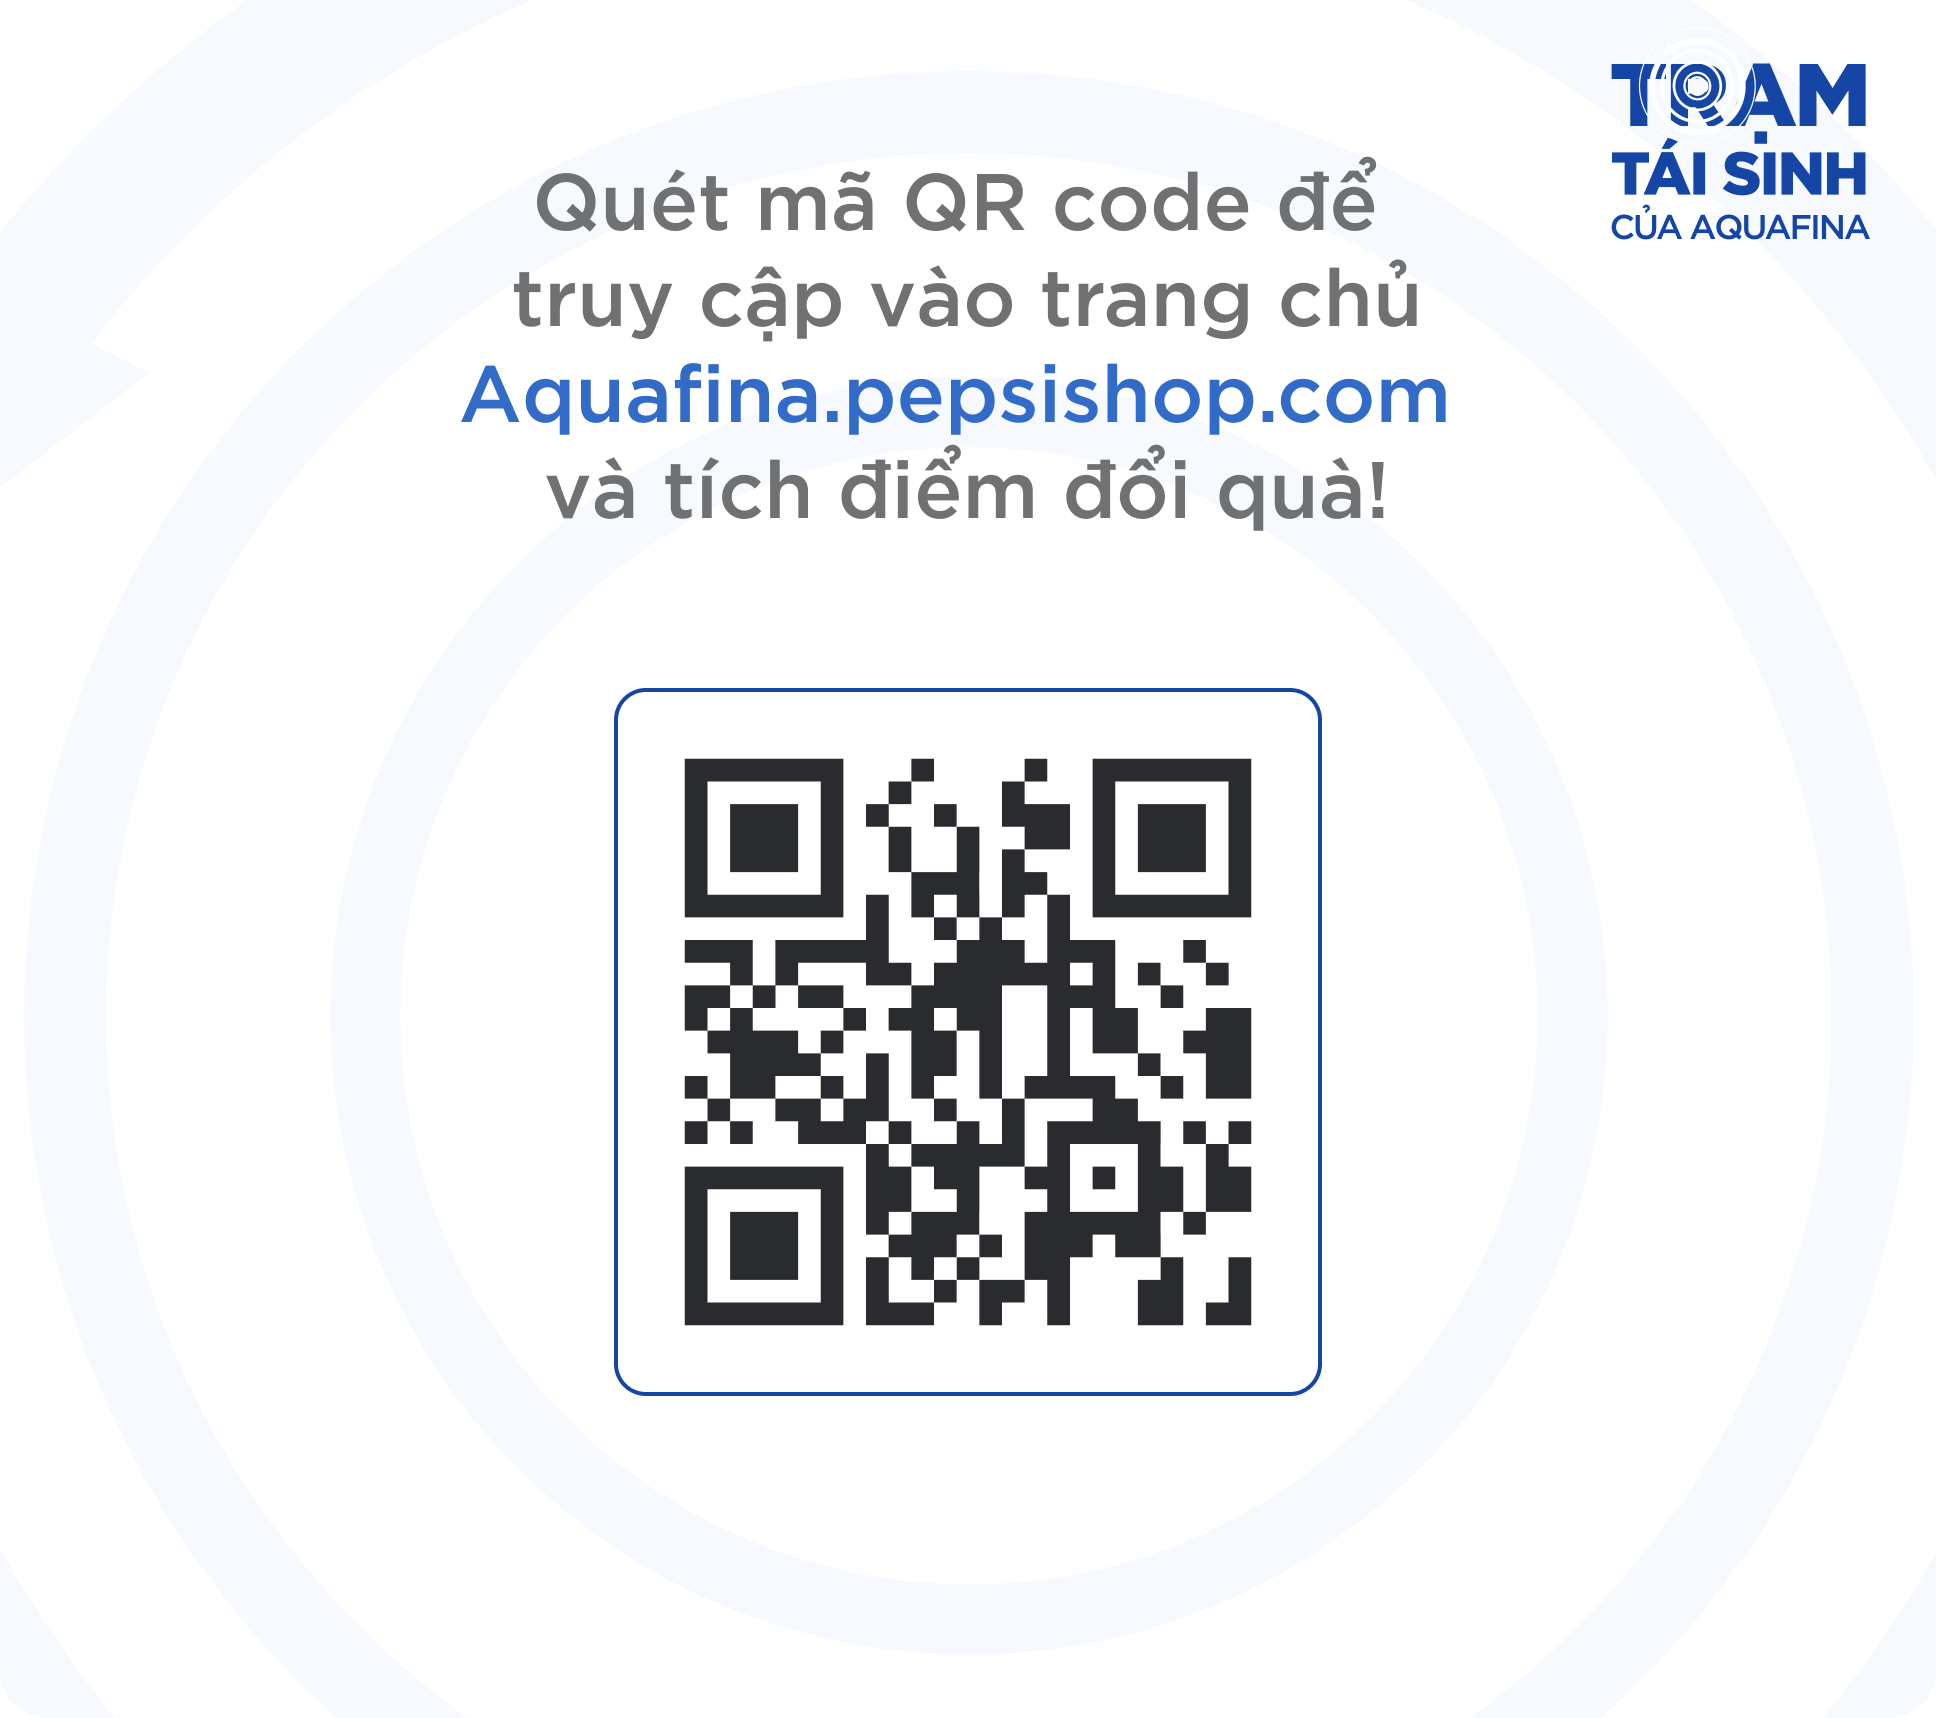 TRẠM
TÁI SINH
CỦA AQUAFINA
Quét mã QR code để
truy cập vào trang chủ
Aquafina.pepsishop.com
và tích điểm đổi quà!